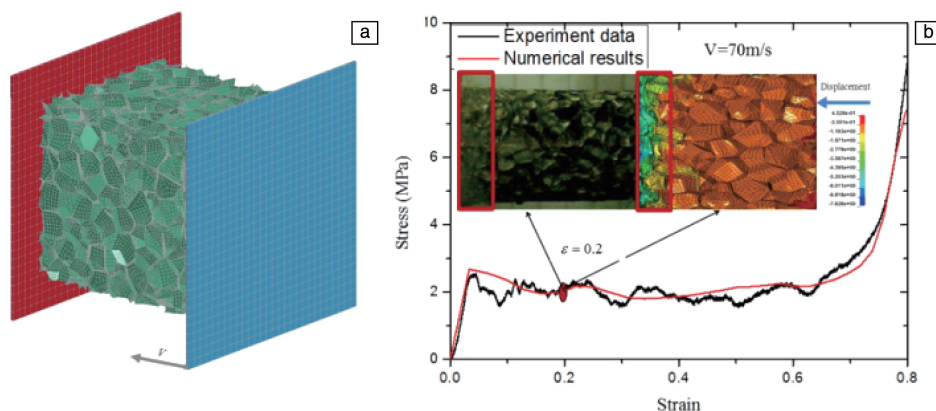 a
V
b
Experiment data
Numerical results
V=70m/s
Displacement
ε = 0.2
Stress (MPa)
10
8
6
4
2
0
0.0
0.2
0.4
0.6
0.8
Strain